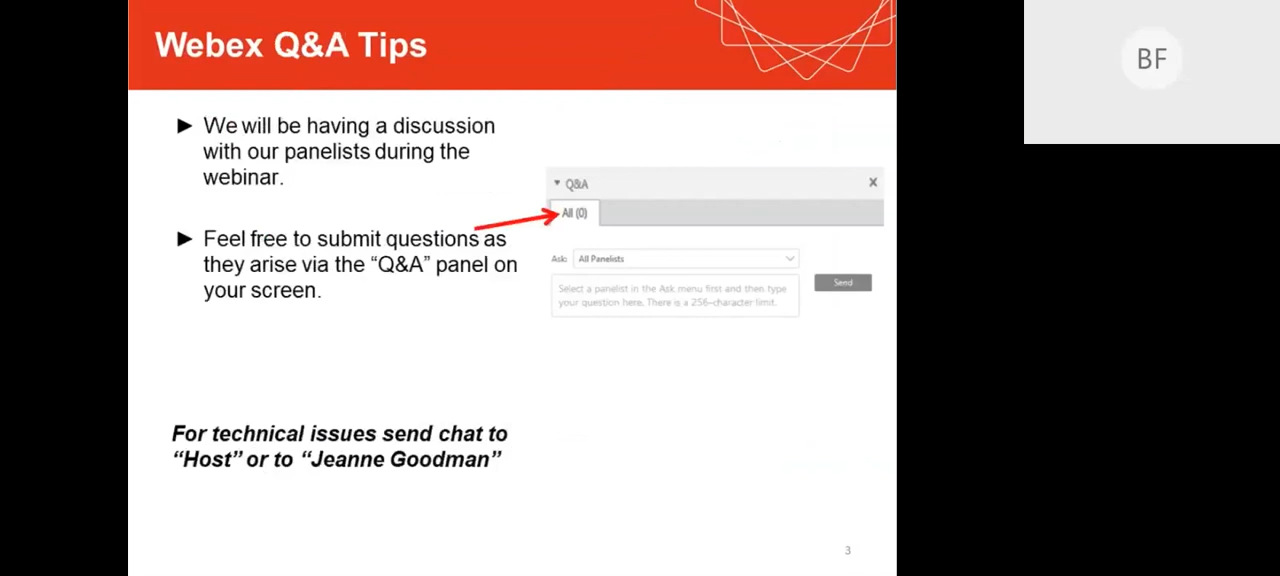 Webex Q&A Tips
BF
► We will be having a discussion
with our panelists during the
webinar.
► Feel free to submit questions as
they arise via the “Q&A” panel on
your screen.
Q&A
X
All (0)
Ask: All Panelists
Select a panelist in the Ask menu first and then type
your question here. There is a 256-character limit.
Send
For technical issues send chat to
“Host” or to “Jeanne Goodman”
3